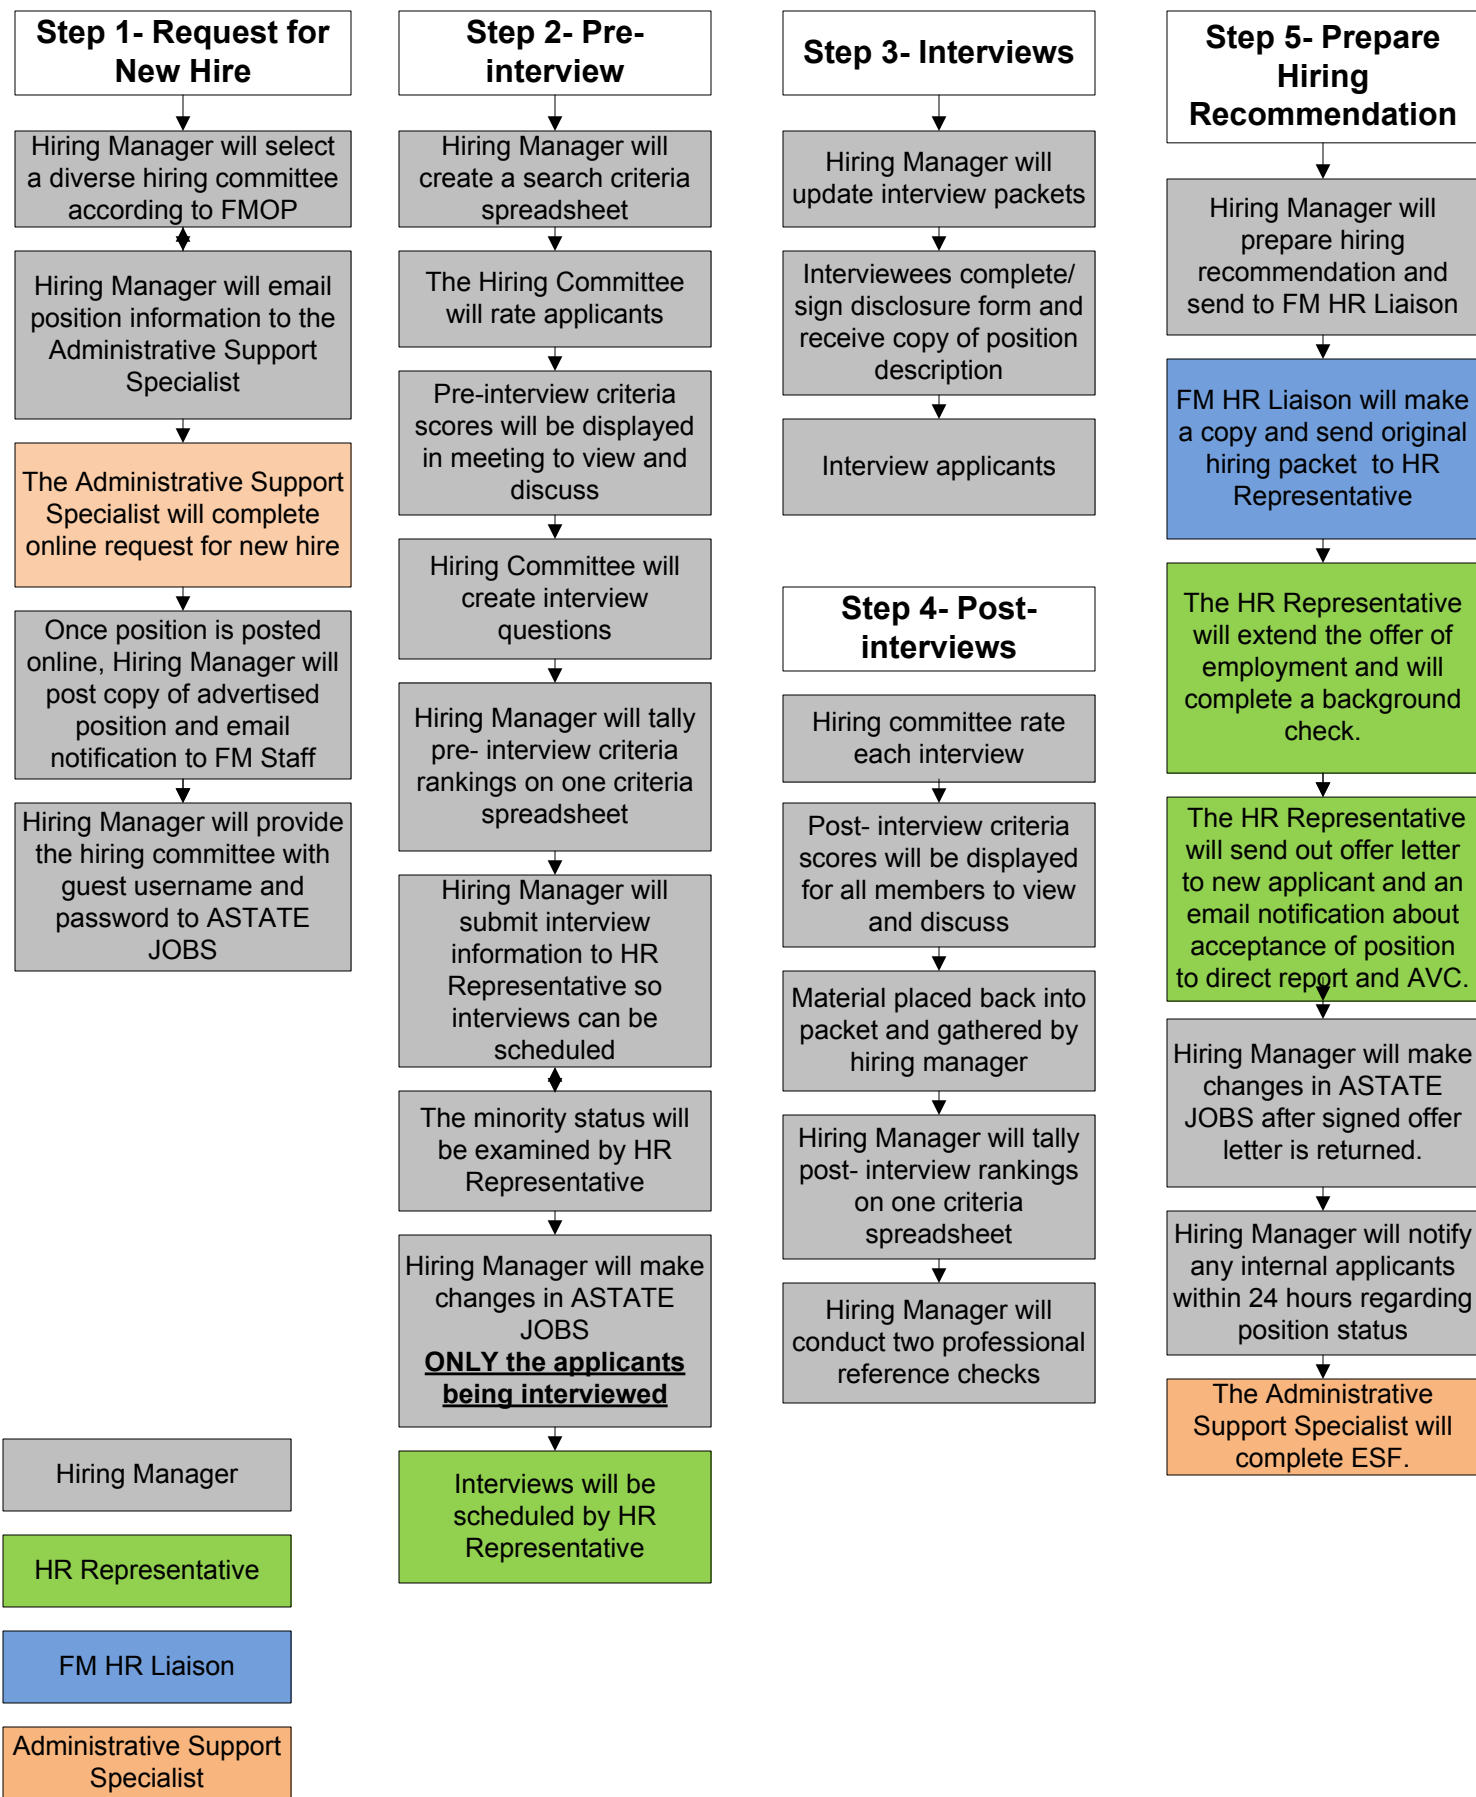 Step 1- Request for
New Hire
Hiring Manager will select
a diverse hiring committee
according to FMOP
Hiring Manager will email
position information to the
Administrative Support
Specialist
The Administrative Support
Specialist will complete
online request for new hire
Once position is posted
online, Hiring Manager will
post copy of advertised
position and email
notification to FM Staff
Hiring Manager will provide
the hiring committee with
guest username and
password to ASTATE
JOBS
Step 2- Pre-
interview
Hiring Manager will
create a search criteria
spreadsheet
The Hiring Committee
will rate applicants
Pre-interview criteria
scores will be displayed
in meeting to view and
discuss
Hiring Committee will
create interview
questions
Hiring Manager will tally
pre- interview criteria
rankings on one criteria
spreadsheet
Hiring Manager will
submit interview
information to HR
Representative so
interviews can be
scheduled
The minority status will
be examined by HR
Representative
Hiring Manager will make
changes in ASTATE
JOBS
ONLY the applicants
being interviewed
Interviews will be
scheduled by HR
Representative
Step 3- Interviews
Hiring Manager will
update interview packets
Interviewees complete/
sign disclosure form and
receive copy of position
description
Interview applicants
Step 4- Post-
interviews
Hiring committee rate
each interview
Post- interview criteria
scores will be displayed
for all members to view
and discuss
Material placed back into
packet and gathered by
hiring manager
Hiring Manager will tally
post- interview rankings
on one criteria
spreadsheet
Hiring Manager will
conduct two professional
reference checks
Step 5- Prepare
Hiring
Recommendation
Hiring Manager will
prepare hiring
recommendation and
send to FM HR Liaison
FM HR Liaison will make
a copy and send original
hiring packet to HR
Representative
The HR Representative
will extend the offer of
employment and will
complete a background
check.
The HR Representative
will send out offer letter
to new applicant and an
email notification about
acceptance of position
to direct report and AVC.
Hiring Manager will make
changes in ASTATE
JOBS after signed offer
letter is returned.
Hiring Manager will notify
any internal applicants
within 24 hours regarding
position status
The Administrative
Support Specialist will
complete ESF.
Hiring Manager
HR Representative
FM HR Liaison
Administrative Support
Specialist